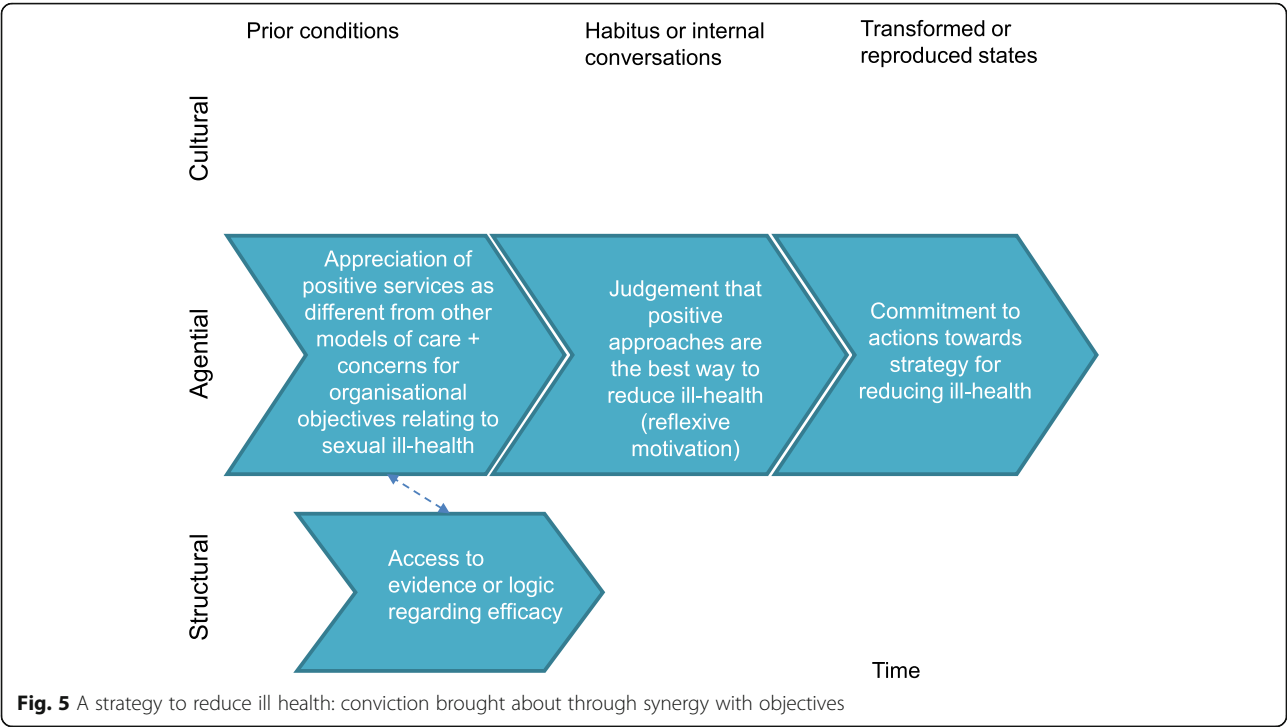 Prior conditions
Habitus or internal
conversations
Transformed or
reproduced states
Cultural
Agential
Appreciation of
positive services as
different from other
models of care +
concerns for
organisational
objectives relating to
sexual ill-health
Judgement that
positive
approaches are
the best way to
reduce ill-health
(reflexive
motivation)
Commitment to
actions towards
strategy for
reducing ill-health
Structural
Access to
evidence or logic
regarding efficacy
Time
Fig. 5 A strategy to reduce ill health: conviction brought about through synergy with objectives